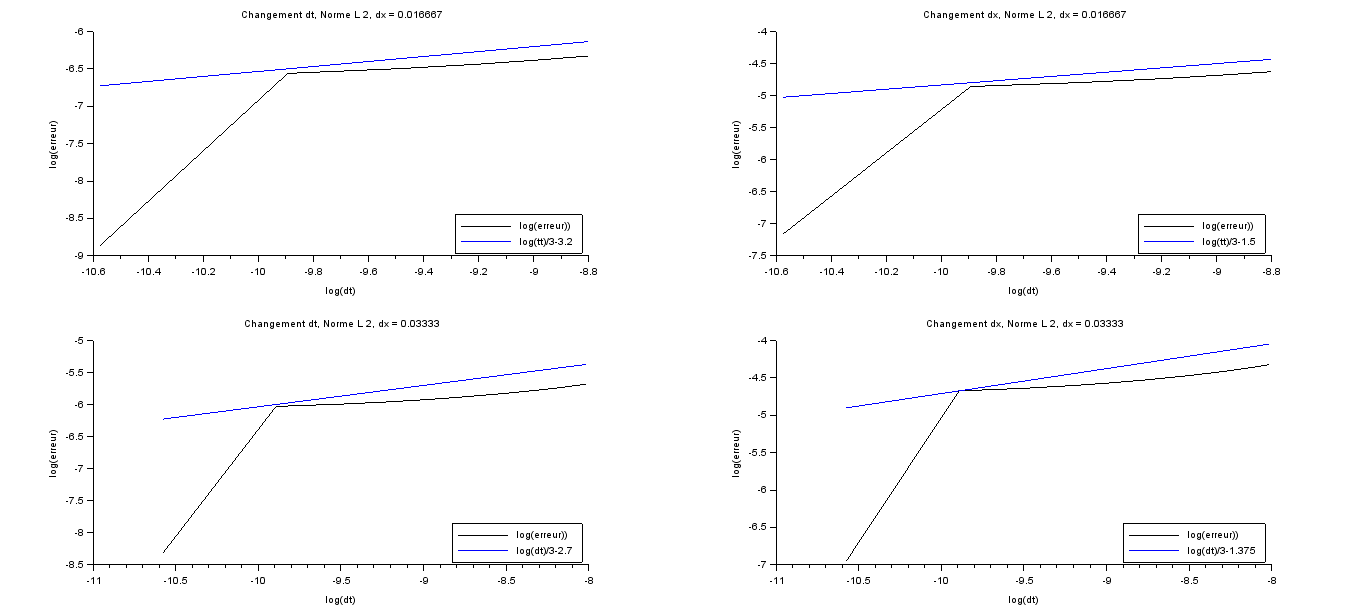 Changement dt, Norme L 2, dx = 0.016667
-6
-6.5
-7
-7.5
-8
-8.5
-9
log(erreur)
-10.6 -10.4 -10.2 -10 -9.8 -9.6 -9.4 -9.2 -9 -8.8
log(dt)
log(erreur))
log(tt)/3-3.2
Changement dx, Norme L 2, dx = 0.016667
-4
-4.5
-5
-5.5
-6
-6.5
-7
-7.5
log(erreur)
-10.6 -10.4 -10.2 -10 -9.8 -9.6 -9.4 -9.2 -9 -8.8
log(dt)
log(erreur))
log(tt)/3-1.5
Changement dt, Norme L 2, dx = 0.03333
-5
-5.5
-6
-6.5
-7
-7.5
-8
-8.5
log(erreur)
-11 -10.5 -10 -9.5 -9 -8.5 -8
log(dt)
log(erreur))
log(dt)/3-2.7
Changement dx, Norme L 2, dx = 0.03333
-4
-4.5
-5
-5.5
-6
-6.5
-7
log(erreur)
-11 -10.5 -10 -9.5 -9 -8.5 -8
log(dt)
log(erreur))
log(dt)/3-1.375